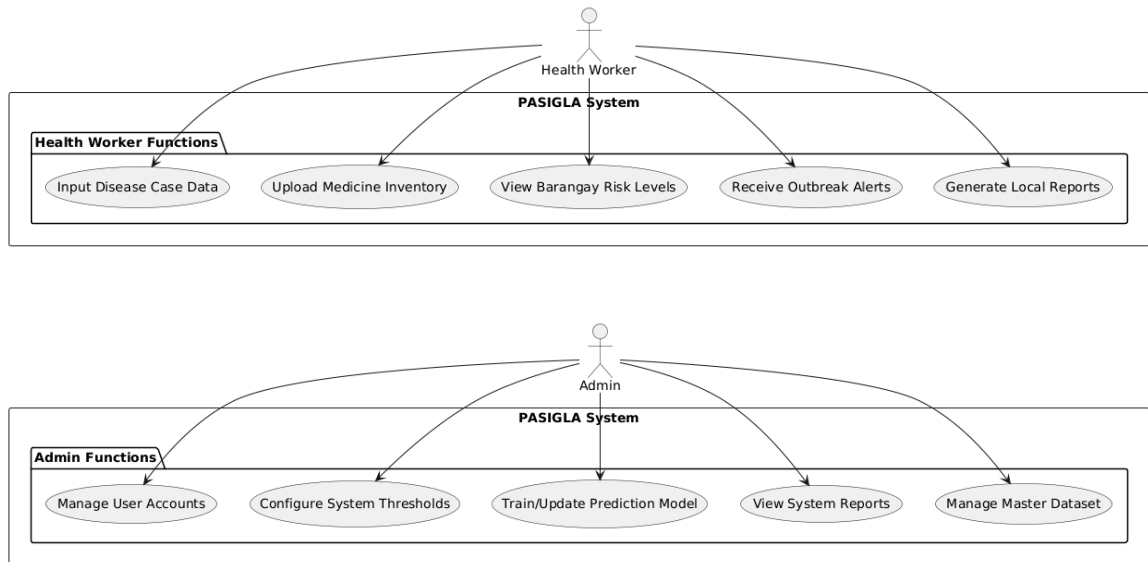 Health Worker
PASIGLA System
Health Worker Functions
Input Disease Case Data
Upload Medicine Inventory
View Barangay Risk Levels
Receive Outbreak Alerts
Generate Local Reports
Admin
PASIGLA System
Admin Functions
Manage User Accounts
Configure System Thresholds
Train/Update Prediction Model
View System Reports
Manage Master Dataset